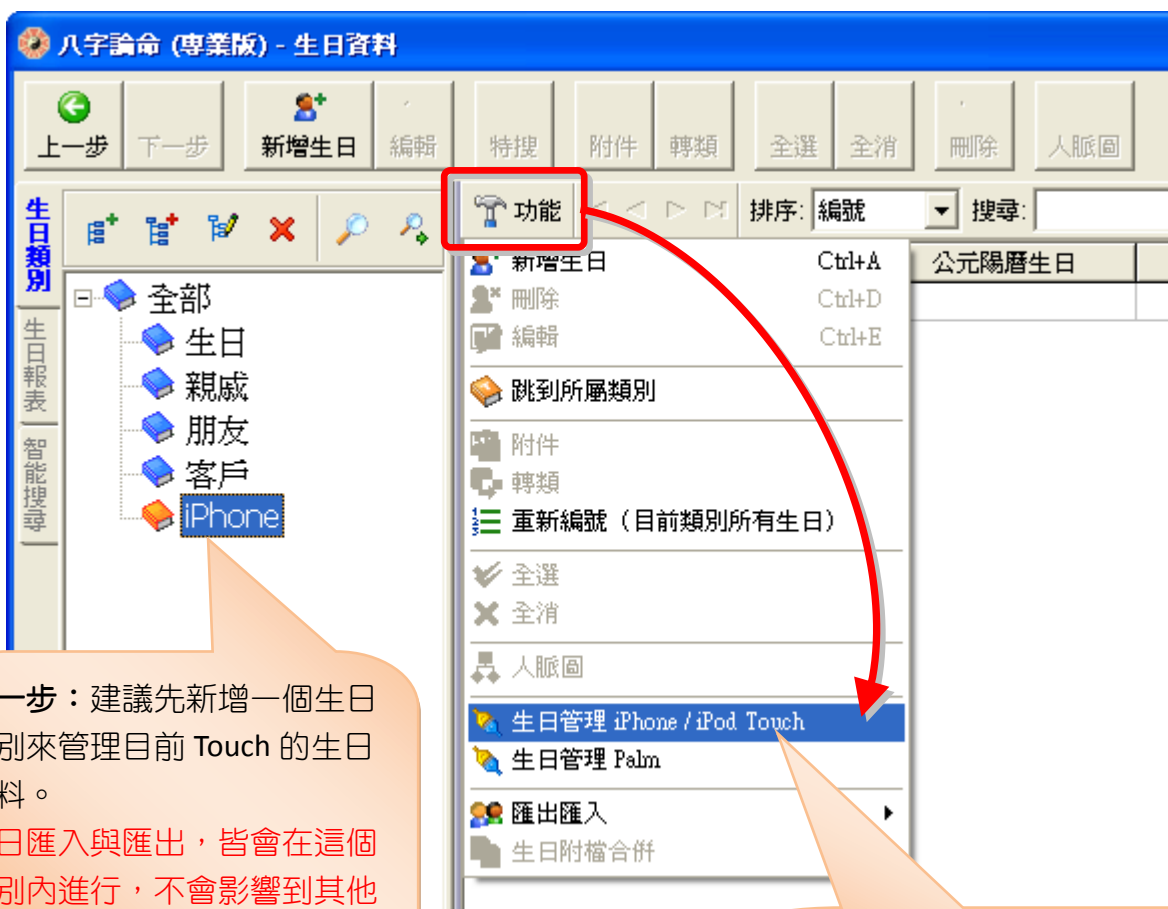 八字論命 (專業版) - 生日資料
上一步 下一步 新增生日 編輯 特搜 附件 轉類 全選 全消 刪除 人脈圖
生日類別
生日報表
智能搜尋
功能 排序: 編號 搜尋:
公元陽曆生日
全部
生日
親戚
朋友
客戶
iPhone
新增生日 Ctrl+A
刪除 Ctrl+D
編輯 Ctrl+E
跳到所屬類別
附件
轉類
重新編號（目前類別所有生日）
全選
全消
人脈圖
生日管理 iPhone / iPod Touch
生日管理 Palm
匯出匯入
生日附檔合併
一步：建議先新增一個生日
別來管理目前 Touch 的生日
料。
日匯入與匯出，皆會在這個
別內進行，不會影響到其他